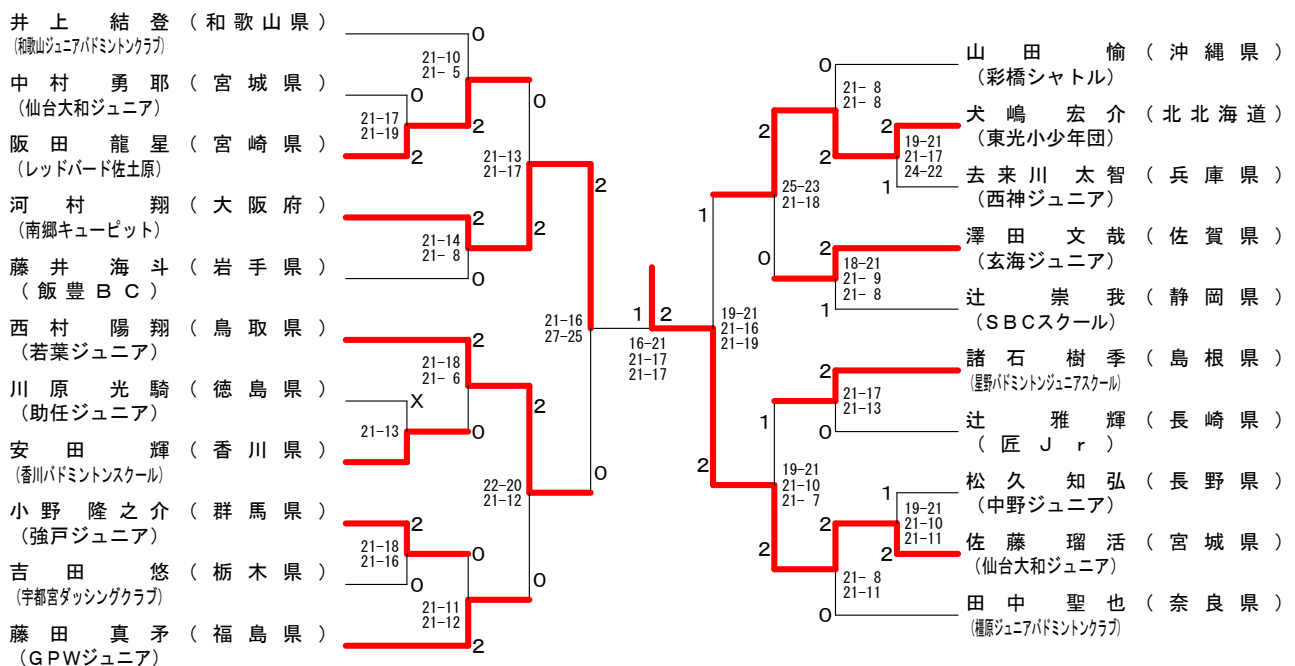 井上 結登 (和歌山県)
(和歌山ジュニアバドミントンクラブ)
0
21-10
21- 5
中村 勇耶 (宮城県)
(仙台大和ジュニア)
0
21-17
21-19
2
0
阪田 龍星 (宮崎県)
(レッドバード佐土原)
2
21-13
21-17
2
河村 翔 (大阪府)
(南郷キューピット)
2
21-14
21- 8
2
藤井 海斗 (岩手県)
(飯豊BC)
0
21-16
27-25
西村 陽翔 (鳥取県)
(若葉ジュニア)
2
21-18
21- 6
川原 光騎 (徳島県)
(助任ジュニア)
X
21-13
2
0
安田 輝 (香川県)
(香川バドミントンスクール)
22-20
21-12
0
小野 隆之介 (群馬県)
(強戸ジュニア)
2
21-18
21-16
0
吉田 悠 (栃木県)
(宇都宮ダッシングクラブ)
0
0
21-11
21-12
藤田 真矛 (福島県)
(GPWジュニア)
2
1
2
16-21
21-17
21-17
山田 愉 (沖縄県)
(彩橋シャトル)
0
21- 8
21- 8
犬嶋 宏介 (北北海道)
(東光小少年団)
2
19-21
21-17
24-22
2
2
去来川 太智 (兵庫県)
(西神ジュニア)
1
25-23
21-18
1
澤田 文哉 (佐賀県)
(玄海ジュニア)
2
18-21
21- 9
21- 8
0
辻 崇我 (静岡県)
(SBCスクール)
1
19-21
21-16
21-19
諸石 樹季 (島根県)
(星野バドミントンジュニアスクール)
2
21-17
21-13
1
辻 雅輝 (長崎県)
(匠Jr)
0
19-21
21-10
21- 7
2
松久 知弘 (長野県)
(中野ジュニア)
1
19-21
21-10
21-11
2
佐藤 瑠活 (宮城県)
(仙台大和ジュニア)
2
2
21- 8
21-11
田中 聖也 (奈良県)
(橿原ジュニアバドミントンクラブ)
0